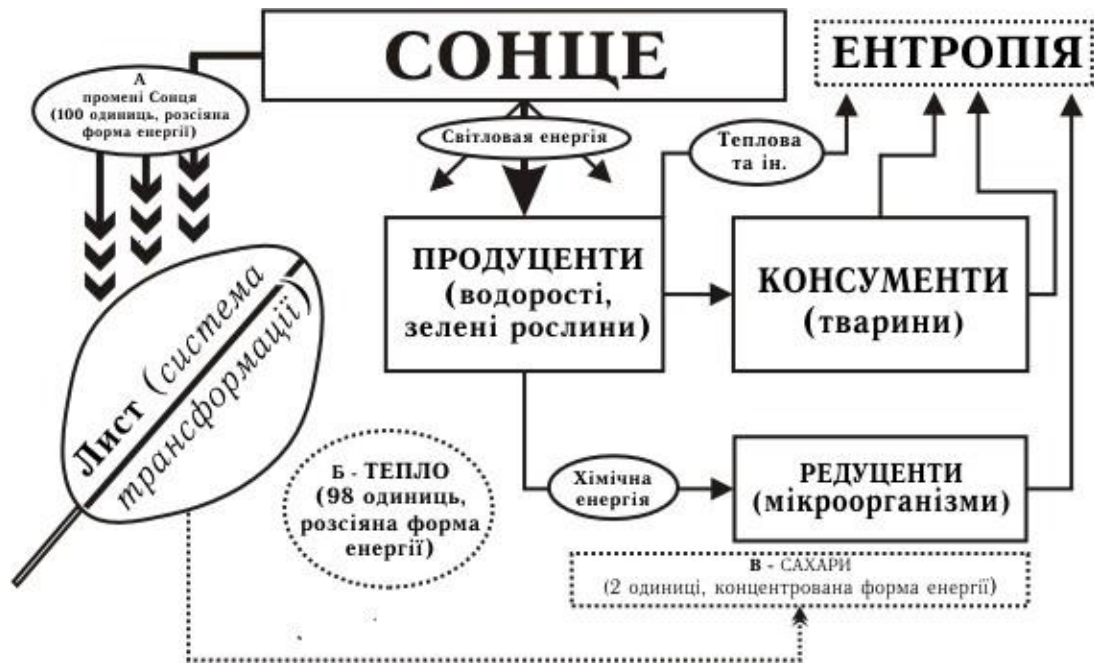 СОНЦЕ
ЕНТРОПІЯ
А
промені Сонця
(100 одиниць, розсіяна
форма енергії)
Світловая енергія
Теплова
та ін.
ПРОДУЦЕНТИ
(водорості,
зелені рослини)
КОНСУМЕНТИ
(тварини)
Лист (система
трансформації)
Б - ТЕПЛО
(98 одиниць,
розсіяна форма
енергії)
Хімічна
енергія
РЕДУЦЕНТИ
(мікроорганізми)
В - САХАРИ
(2 одиниці, концентрована форма енергії)